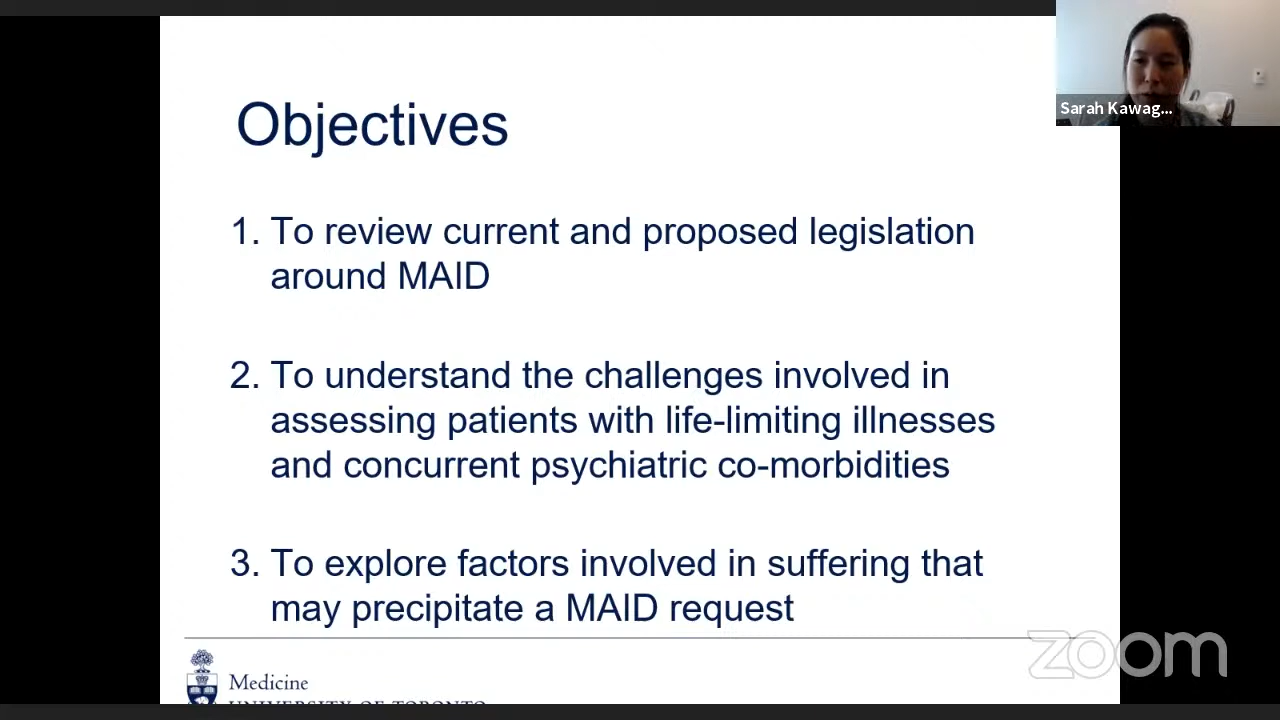 Objectives
1. To review current and proposed legislation
around MAID
2. To understand the challenges involved in
assessing patients with life-limiting illnesses
and concurrent psychiatric co-morbidities
3. To explore factors involved in suffering that
may precipitate a MAID request
Medicine
UNIVERSITY OF TORONTO
Sarah Kawag...
zoom